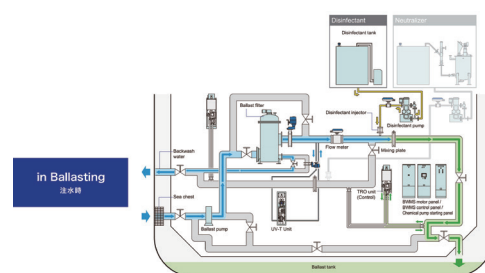 Disinfectant
Neutralizer
Disinfectant tank
Ballast filter
Disinfectant injector
Disinfectant pump
Flow meter
Mixing plate
Backwash
water
in Ballasting
注水時
Sea chest
TRO unit
(Control)
BWMS motor panel /
BWMS control panel /
Chemical pump starting panel
Ballast pump
UV-T Unit
Ballast tank